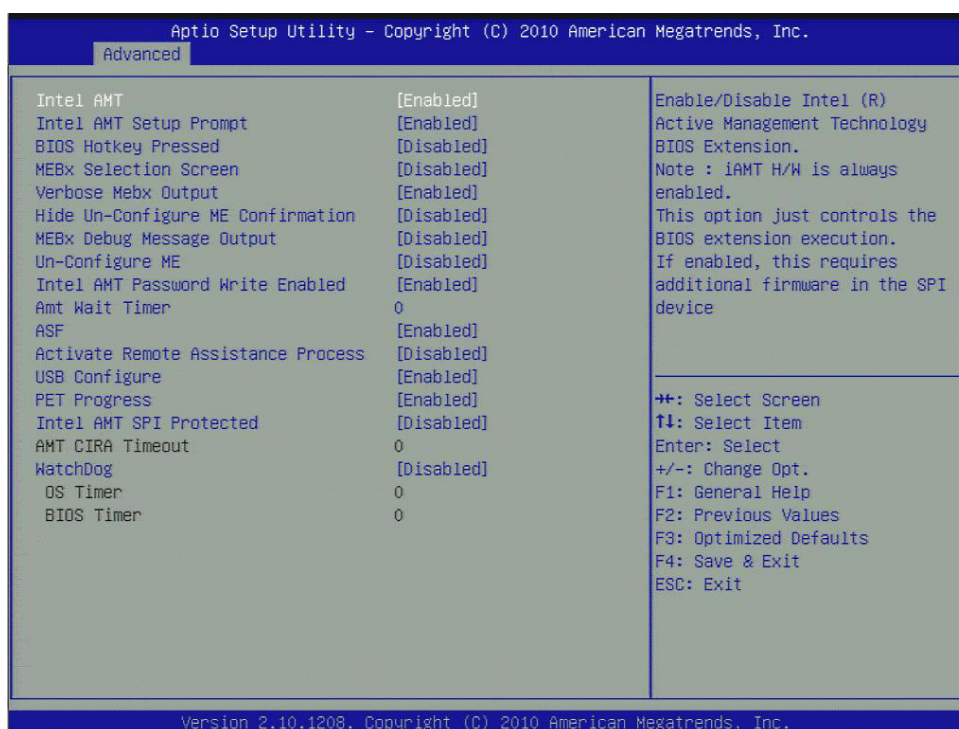 Aptio Setup Utility – Copyright (C) 2010 American Megatrends, Inc.
Advanced
Intel AMT [Enabled]
Intel AMT Setup Prompt [Enabled]
BIOS Hotkey Pressed [Disabled]
MEBx Selection Screen [Disabled]
Verbose Mebx Output [Enabled]
Hide Un-Configure ME Confirmation [Disabled]
MEBx Debug Message Output [Disabled]
Un-Configure ME [Disabled]
Intel AMT Password Write Enabled [Enabled]
Amt Wait Timer 0
ASF [Enabled]
Activate Remote Assistance Process [Disabled]
USB Configure [Enabled]
PET Progress [Enabled]
Intel AMT SPI Protected [Disabled]
AMT CIRA Timeout 0
WatchDog [Disabled]
OS Timer 0
BIOS Timer 0
Enable/Disable Intel (R)
Active Management Technology
BIOS Extension.
Note : iAMT H/W is always
enabled.
This option just controls the
BIOS extension execution.
If enabled, this requires
additional firmware in the SPI
device
→←: Select Screen
↑↓: Select Item
Enter: Select
+/-: Change Opt.
F1: General Help
F2: Previous Values
F3: Optimized Defaults
F4: Save & Exit
ESC: Exit
Version 2.10.1208. Copyright (C) 2010 American Megatrends, Inc.